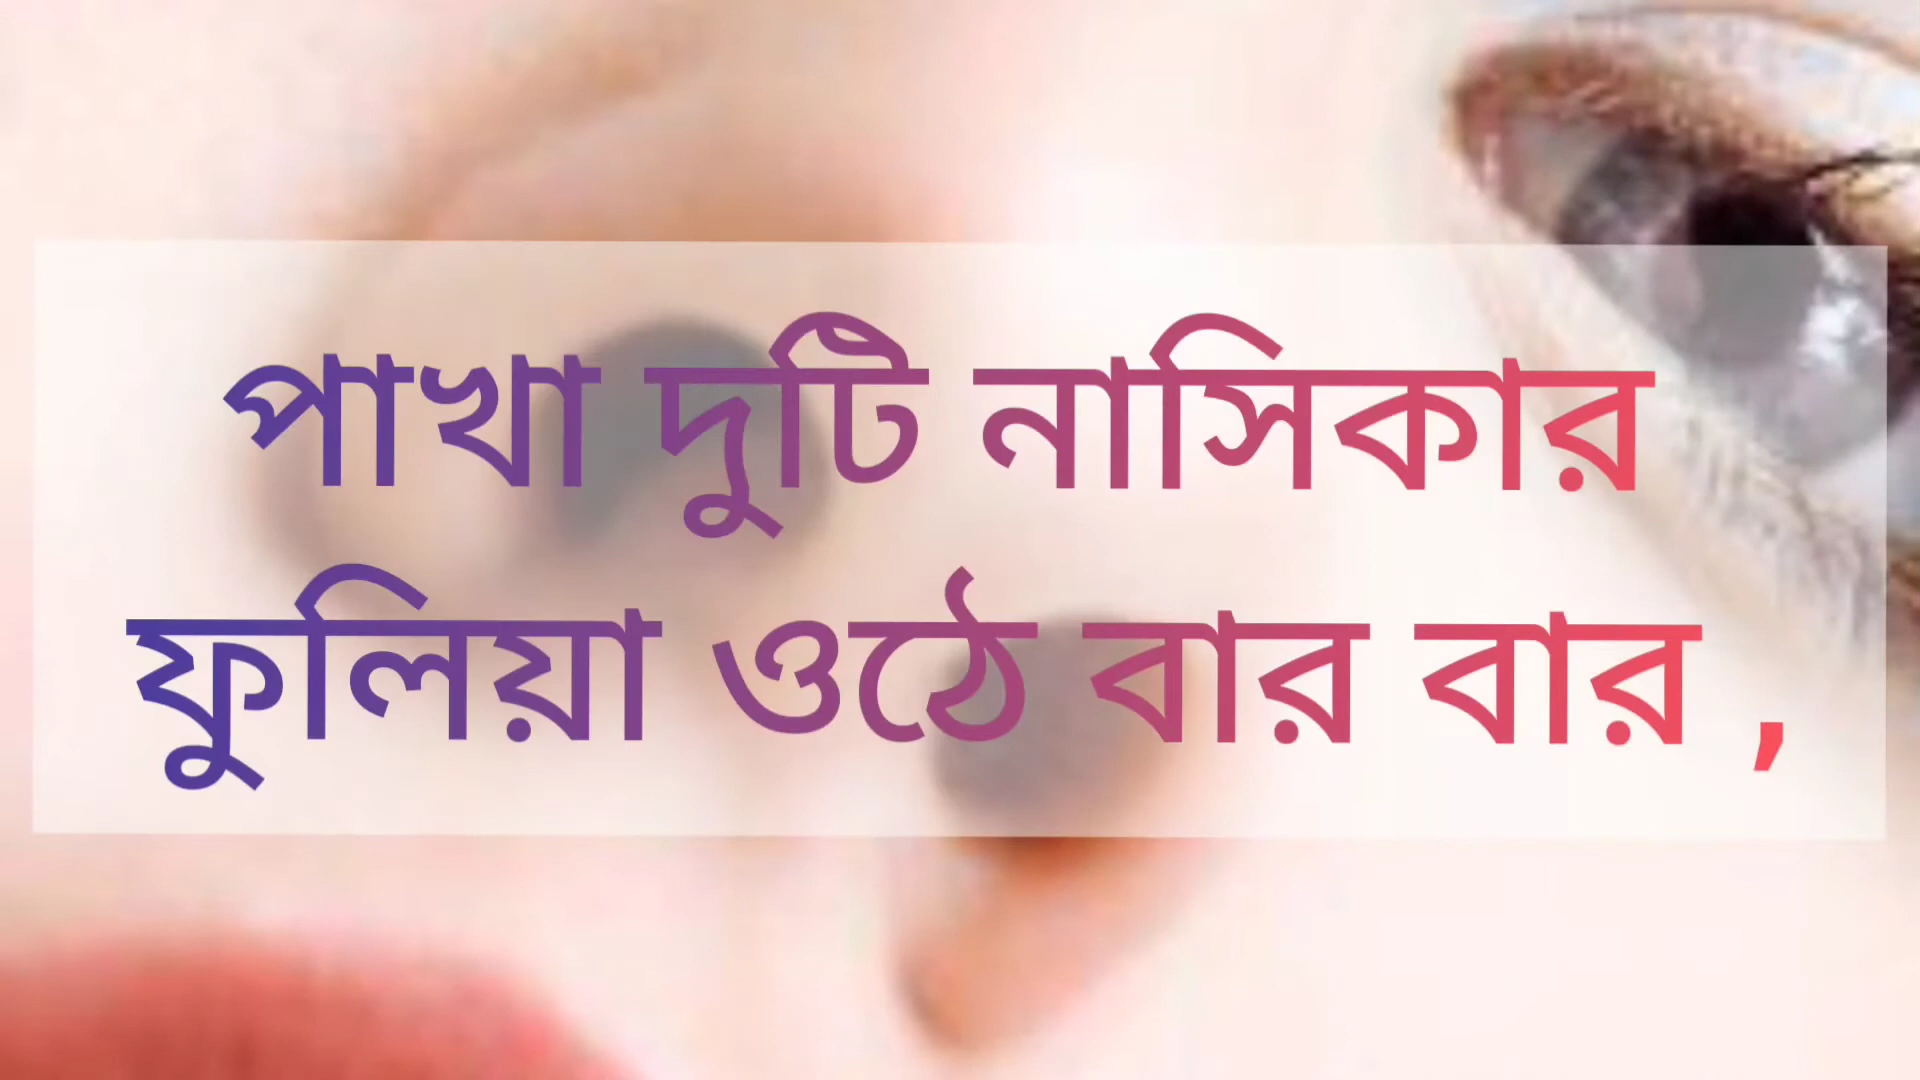 পাখা দুটি নাসিকার
ফুলিয়া ওঠে বার বার ,